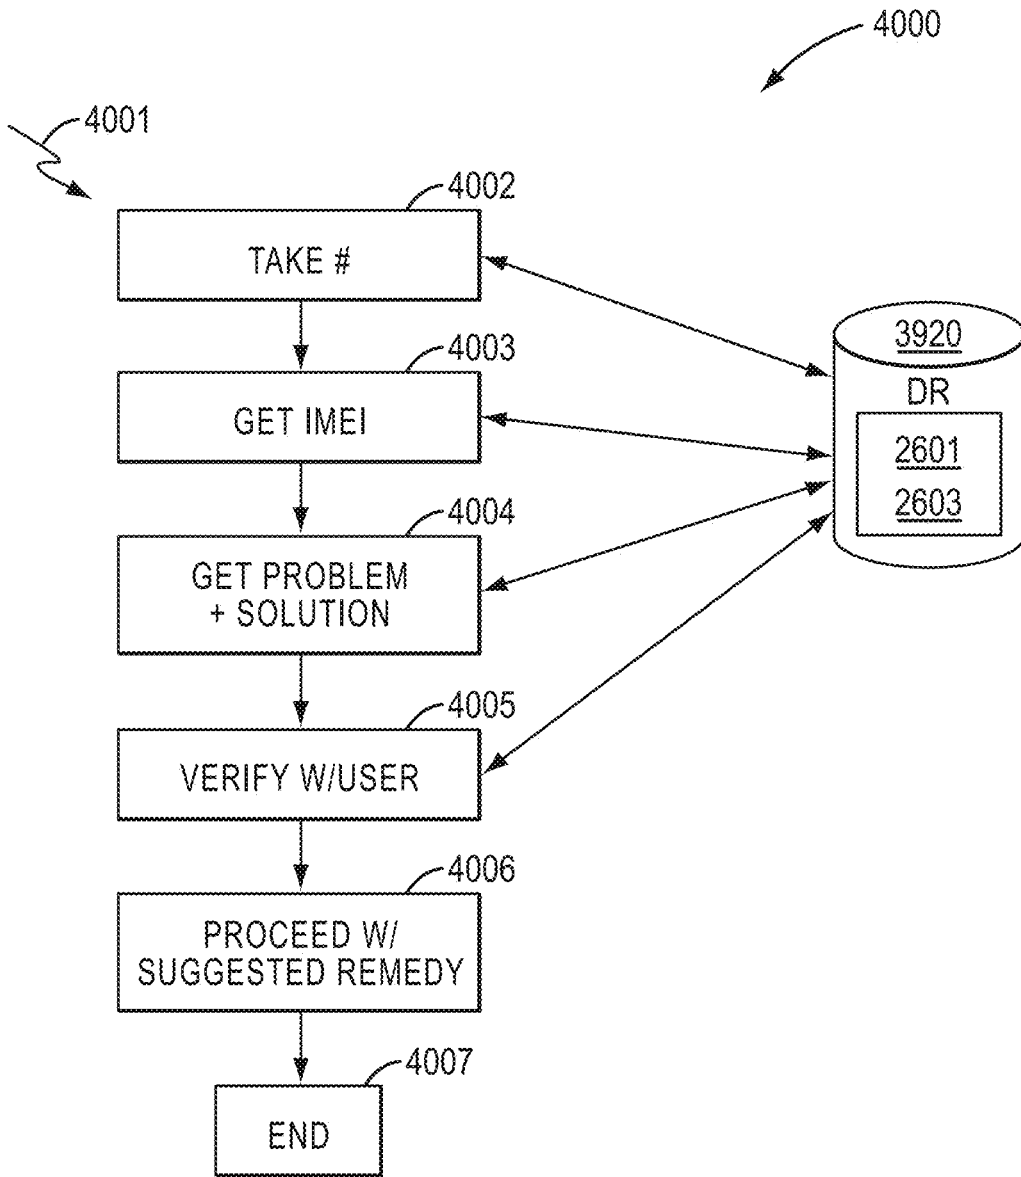 4000
4001
4002
TAKE #
3920
DR
2601
2603
4003
GET IMEI
4004
GET PROBLEM
+ SOLUTION
4005
VERIFY W/USER
4006
PROCEED W/
SUGGESTED REMEDY
4007
END